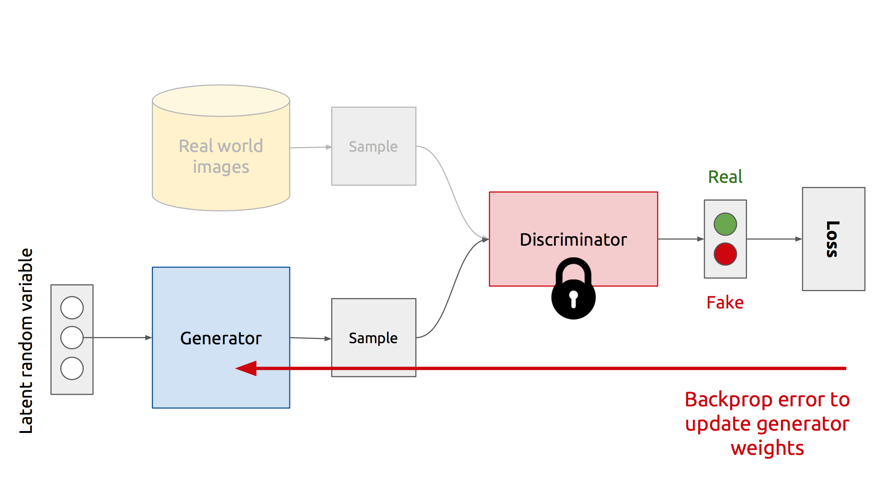 Real world
images
Sample
Discriminator
Real
Fake
Loss
Latent random variable
Generator
Sample
Backprop error to
update generator
weights